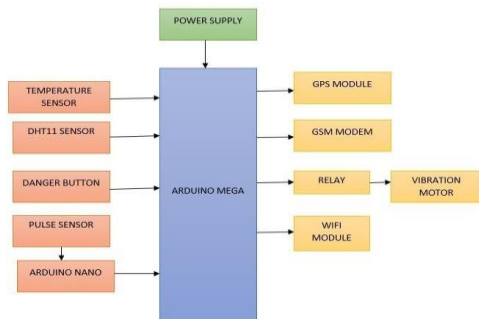 POWER SUPPLY
TEMPERATURE
SENSOR
DHT11 SENSOR
DANGER BUTTON
PULSE SENSOR
ARDUINO NANO
ARDUINO MEGA
GPS MODULE
GSM MODEM
RELAY
VIBRATION
MOTOR
WIFI
MODULE